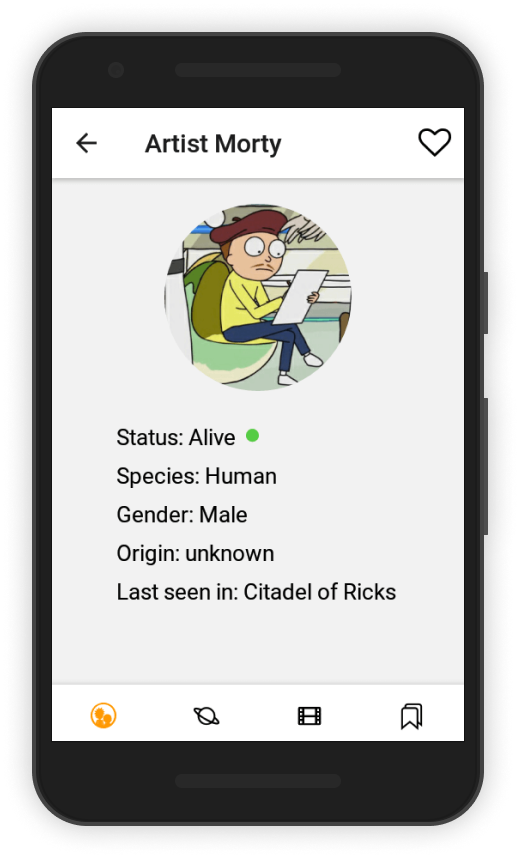 Artist Morty
Status: Alive
Species: Human
Gender: Male
Origin: unknown
Last seen in: Citadel of Ricks